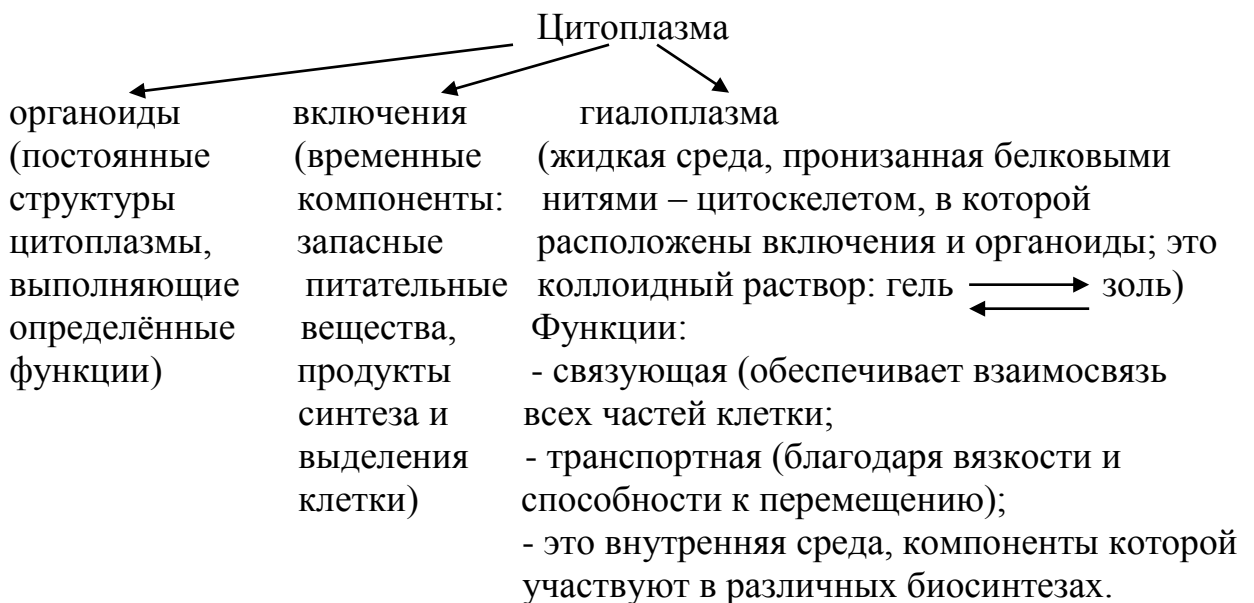 Цитоплазма
органоиды включения гиалоплазма
(постоянные (временные (жидкая среда, пронизанная белковыми
структуры компоненты: нитями – цитоскелетом, в которой
цитоплазмы, запасные расположены включения и органоиды; это
выполняющие питательные коллоидный раствор: гель золь)
определённые вещества, Функции:
функции) продукты - связующая (обеспечивает взаимосвязь
синтеза и всех частей клетки;
выделения - транспортная (благодаря вязкости и
клетки) способности к перемещению);
- это внутренняя среда, компоненты которой
участвуют в различных биосинтезах.